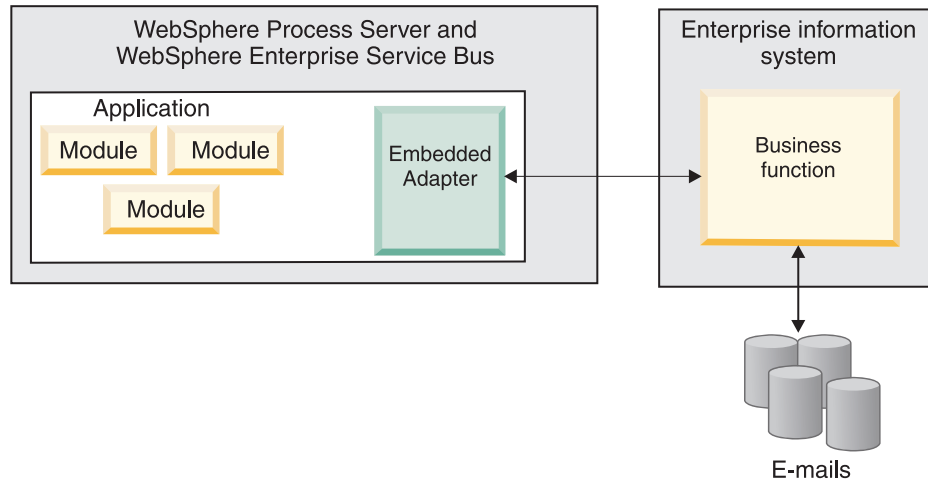 WebSphere Process Server and
WebSphere Enterprise Service Bus
Application
Module
Module
Module
Embedded
Adapter
Enterprise information
system
Business
function
E-mails